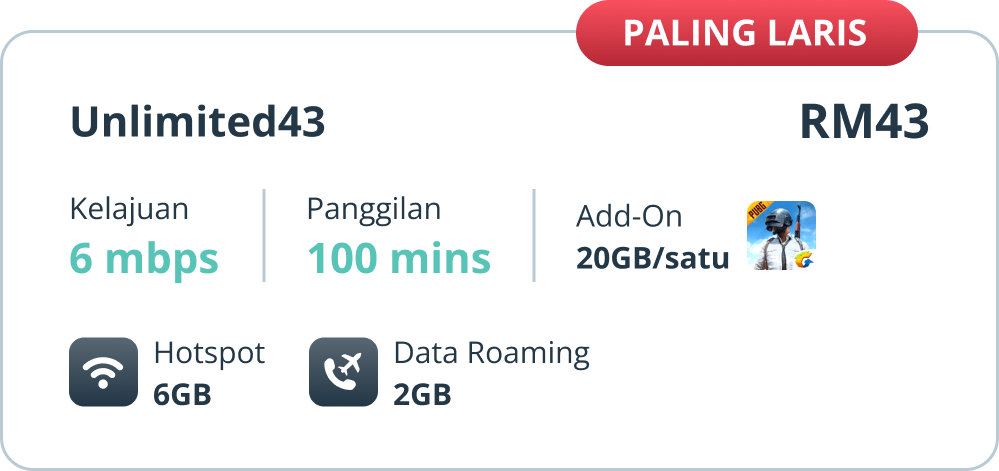 PALING LARIS
Unlimited43
RM43
Kelajuan
6 mbps
Panggilan
100 mins
Add-On
20GB/satu
PUBG
Hotspot
6GB
Data Roaming
2GB